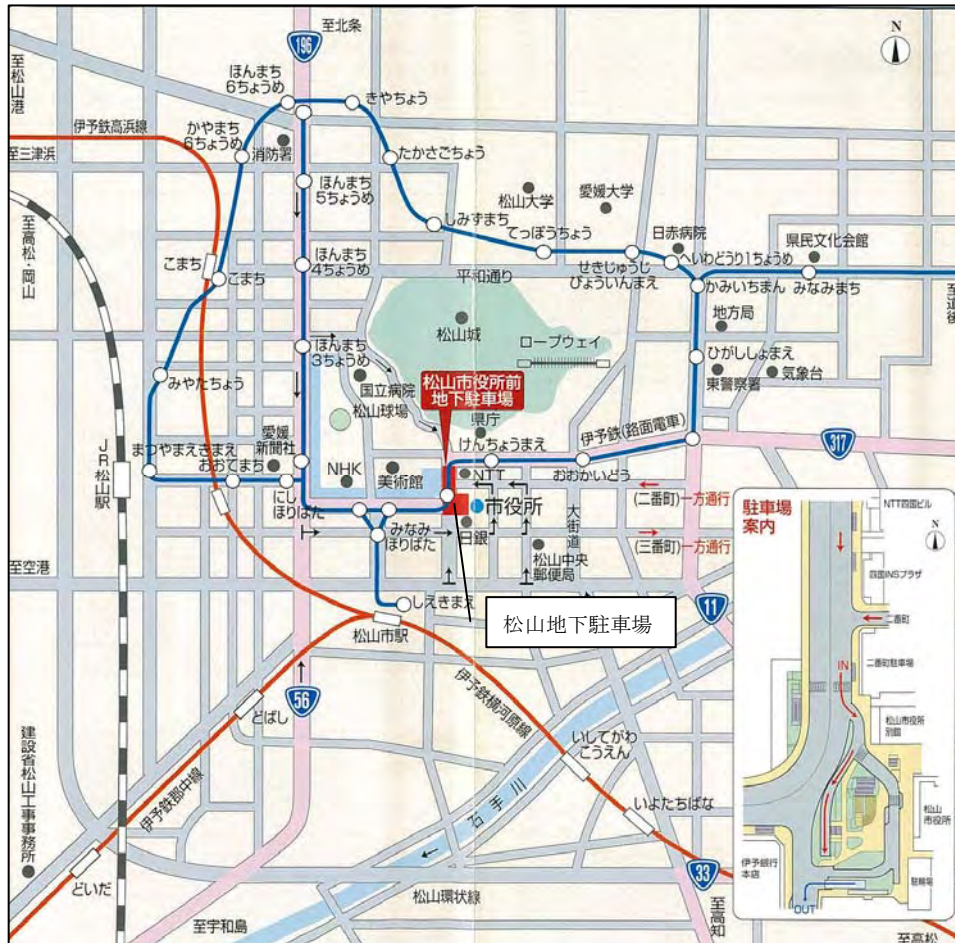 至北条
N
196
至松山港
ほんまち
6ちょうめ
きやちょう
伊予鉄高浜線
かやまち
6ちょうめ
消防署
至三津浜
たかさごちょう
ほんまち
5ちょうめ
松山大学
愛媛大学
しみずまち
てっぽうちょう
日赤病院
県民文化会館
へいわどおり1ちょうめ
至高松・岡山
こまち
こまち
ほんまち
4ちょうめ
平和通り
せきじゅうじ
びょういんまえ
かみいちまん
みなみまち
至道後
松山城
地方局
ロープウェイ
ほんまち
3ちょうめ
ひがししょまえ
国立病院
東警察署
気象台
みやたちょう
松山市役所前
地下駐車場
松山球場
県庁
けんちょうまえ
伊予鉄(路面電車)
317
JR松山駅
まつやまえきまえ
愛媛
新聞社
おおてまち
NHK
美術館
NTT
おおかいどう
にし
ほりばた
市役所
大街道
(二番町)一方通行
みなみ
ほりばた
日銀
(三番町)一方通行
松山中央
郵便局
至空港
しえきまえ
松山市駅
松山地下駐車場
11
56
どばし
伊予鉄横河原線
いしてがわ
こうえん
建設省松山工事事務所
伊予鉄郡中線
石手川
いよたちばな
どいだ
松山環状線
33
至宇和島
至高知
至高松
駐車場
案内
NTT四国ビル
N
四国INSプラザ
二番町
二番町駐車場
IN
松山市役所
別館
松山
市役所
伊予銀行
本店
駐輪場
OUT